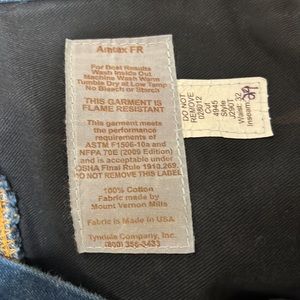 Amtex FR
For Best Results
Wash Inside Out
Machine Wash Warm
Tumble Dry at Low Temp
No Bleach or Starch
THIS GARMENT IS
FLAME RESISTANT
This garment meets
the performance
requirements of
ASTM F1506-10a and
NFPA 70E (2009 Edition)
and is acceptable under
OSHA Final Rule 1910.269.
DO NOT REMOVE THIS LABEL
100% Cotton
Fabric made by
Mount Vernon Mills
Fabric is Made in USA
Tyndale Company, Inc.
(800) 356-3433
DO NOT
REMOVE
028012
Cut
4945
Style
Waist: 32
Inseam: